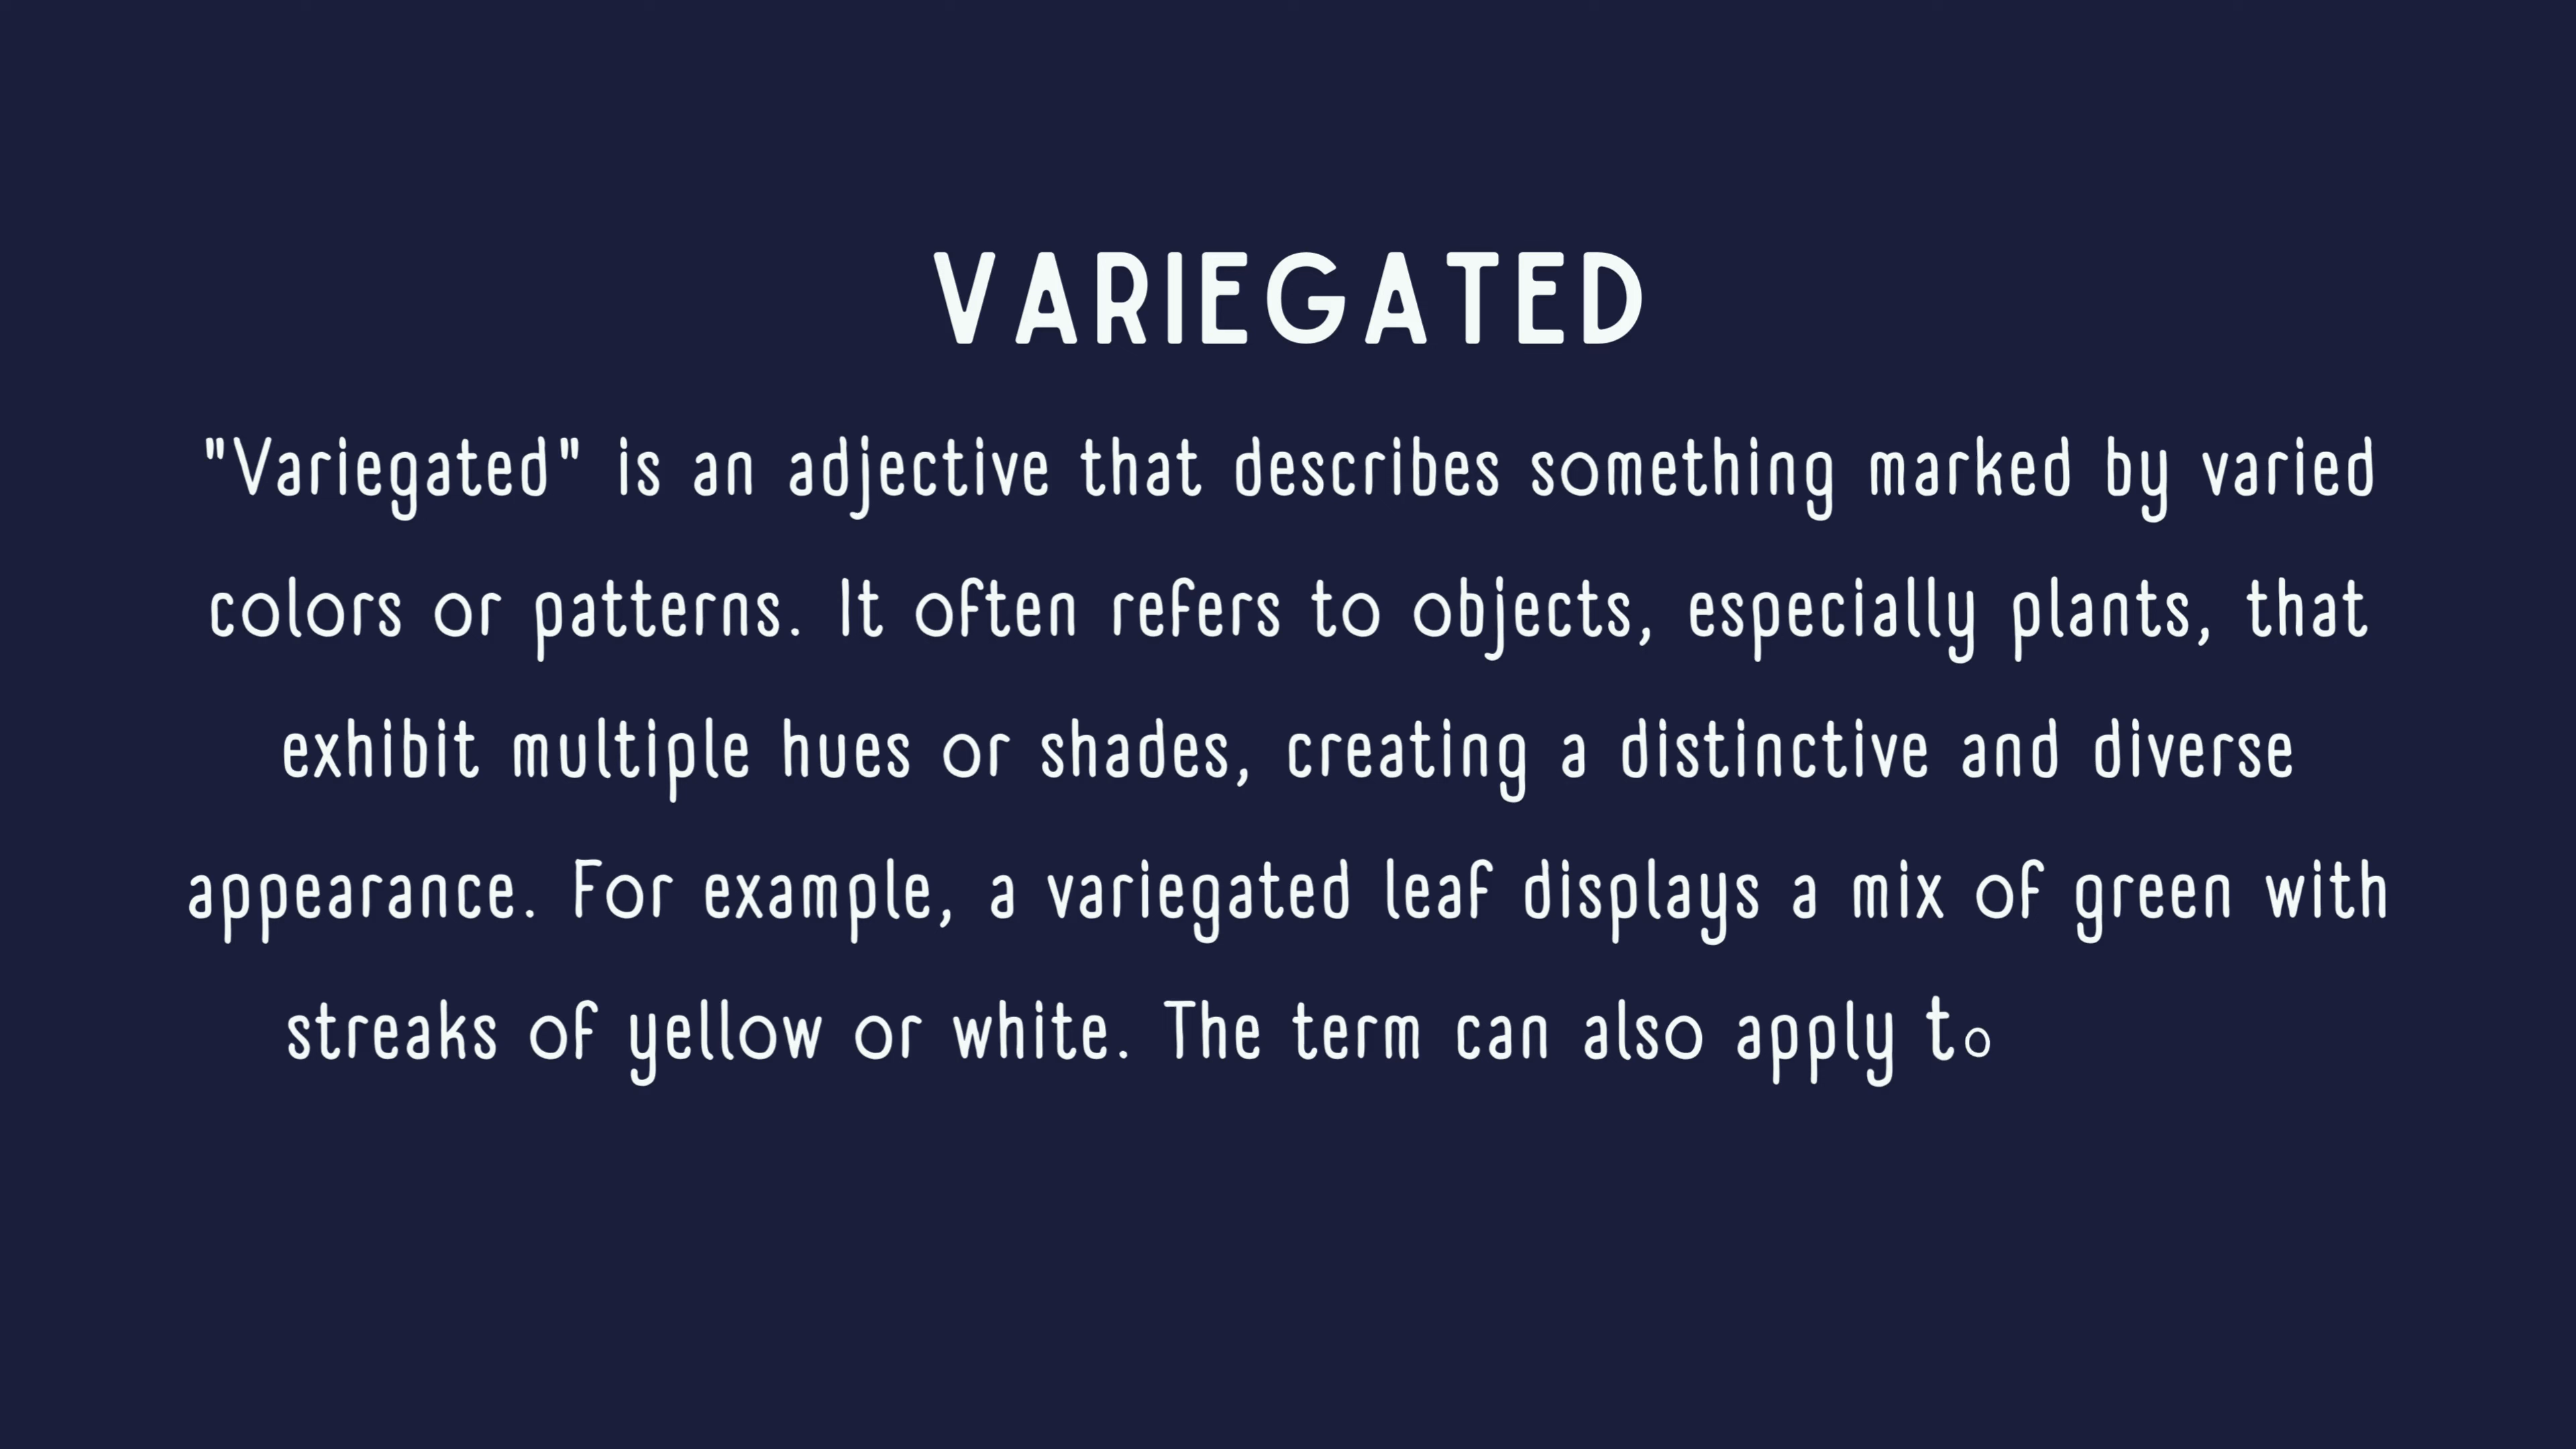 VARIEGATED
"Variegated" is an adjective that describes something marked by varied
colors or patterns. It often refers to objects, especially plants, that
exhibit multiple hues or shades, creating a distinctive and diverse
appearance. For example, a variegated leaf displays a mix of green with
streaks of yellow or white. The term can also apply to